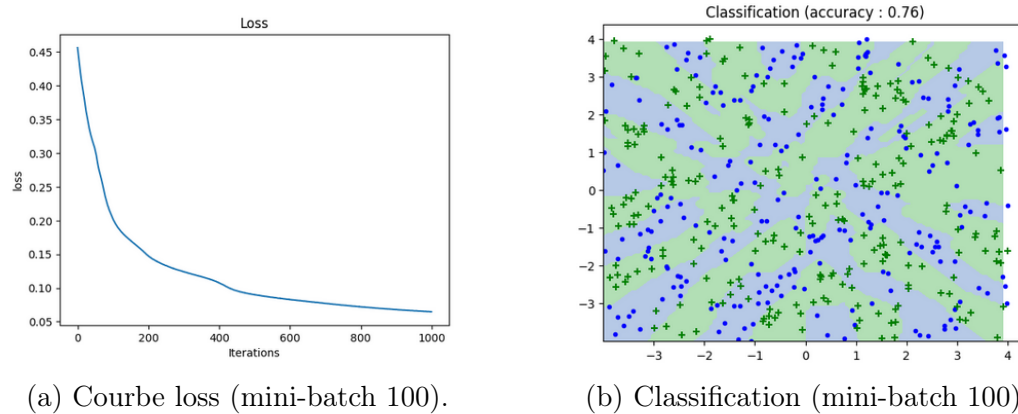 Loss
0.45
0.40
0.35
0.30
0.25
0.20
0.15
0.10
0.05
loss
0 200 400 600 800 1000
Iterations
(a) Courbe loss (mini-batch 100).
Classification (accuracy : 0.76)
4
3
2
1
0
−1
−2
−3
−3 −2 −1 0 1 2 3 4
(b) Classification (mini-batch 100)